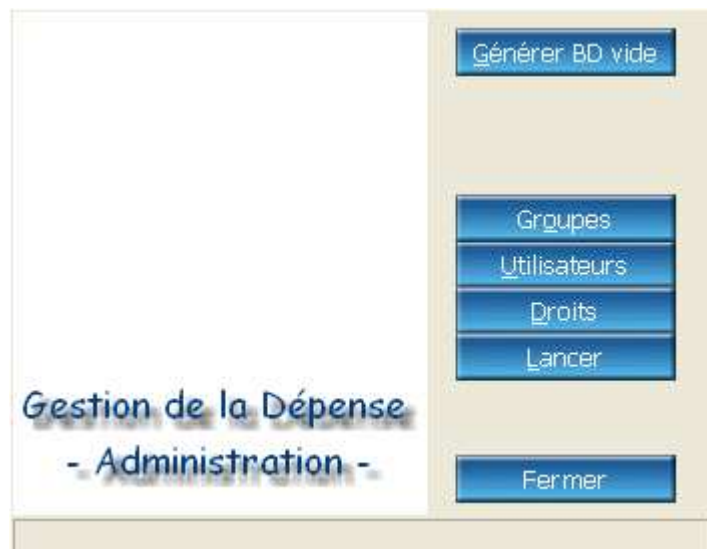 Générer BD vide
Groupes
Utilisateurs
Droits
Lancer
Gestion de la Dépense
- Administration -
Fermer